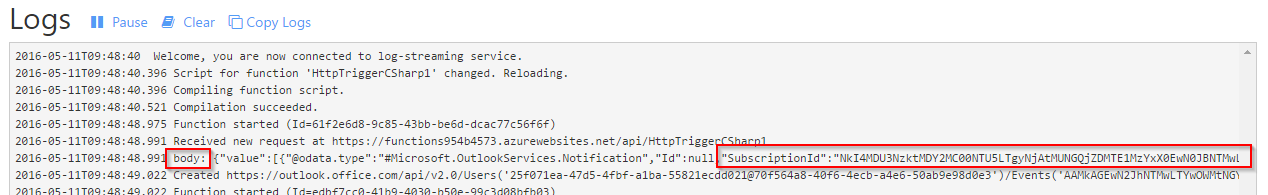 Logs Pause Clear Copy Logs
2016-05-11T09:48:40 Welcome, you are now connected to log-streaming service.
2016-05-11T09:48:40.396 Script for function 'HttpTriggerCSharp1' changed. Reloading.
2016-05-11T09:48:40.396 Compiling function script.
2016-05-11T09:48:40.521 Compilation succeeded.
2016-05-11T09:48:48.975 Function started (Id=61f2e6d8-9c85-43bb-be6d-dcac77c56f6f)
2016-05-11T09:48:48.991 Received new request at https://functions954b4573.azurewebsites.net/api/HttpTriggerCSharp1
2016-05-11T09:48:48.991 body: {"value":[{"@odata.type":"#Microsoft.OutlookServices.Notification","Id":null,"SubscriptionId":"NkI4MDU3NzktMDY2MC00NTU5LTgyNjAtMUNGQjZDMTE1MzYxX0EwN0JBNTMwL
2016-05-11T09:48:49.022 Created https://outlook.office.com/api/v2.0/Users('25f071ea-47d5-4fbf-a1ba-55821ecdd021@70f564a8-40f6-4ecb-a4e6-50ab9e98d0e3')/Events('AAMkAGEwN2JhNTMwLTYwOWMtNGY
2016-05-11T09:48:49.022 Function started (Id=edbf7cc0-41b9-4030-b50e-99c3d08bfb03)